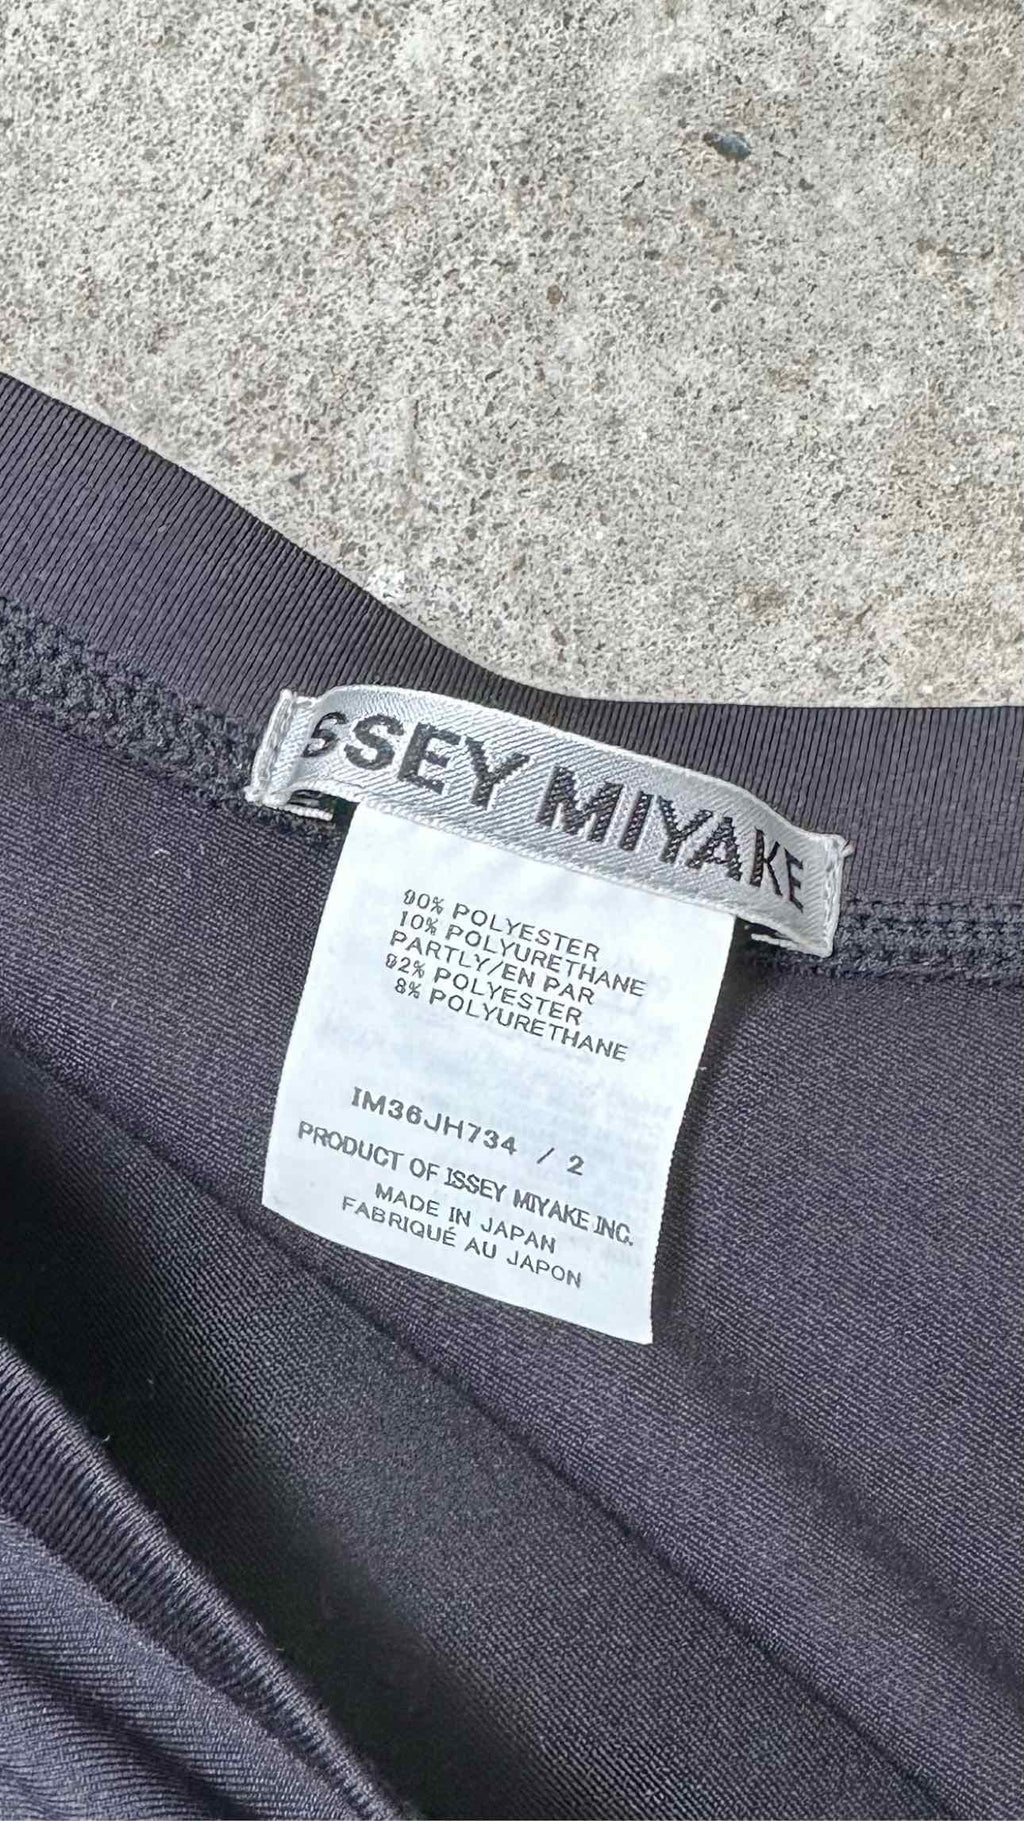 ISSEY MIYAKE
90% POLYESTER
10% POLYURETHANE
PARTLY/EN PAR
92% POLYESTER
8% POLYURETHANE
IM36JH734 / 2
PRODUCT OF ISSEY MIYAKE INC.
MADE IN JAPAN
FABRIQUÉ AU JAPON